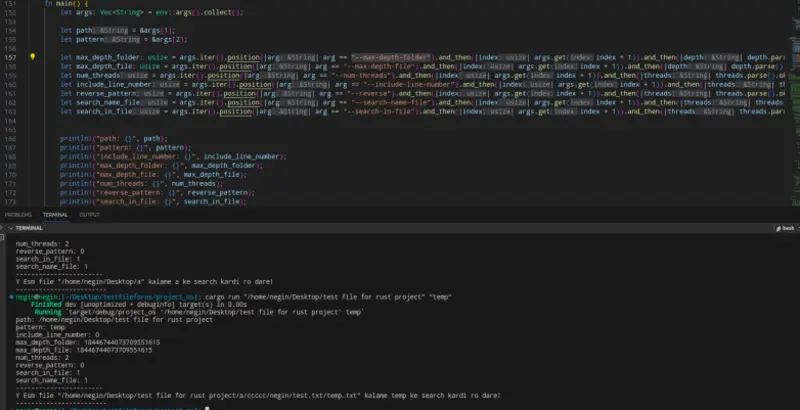 151 fn main() {
152 let args: Vec<String> = env::args().collect();
154 let path: &String = &args[1];
155 let pattern: &String = &args[2];
157 let max_depth_folder: usize = args.iter().position(|arg: &String| arg == "--max-depth-folder").and_then(|index: usize| args.get(index: index + 1)).and_then(|depth: &String| depth.parse().
158 let max_depth_file: usize = args.iter().position(|arg: &String| arg == "--max-depth-file").and_then(|index: usize| args.get(index: index + 1)).and_then(|depth: &String| depth.parse()
159 let num_threads: usize = args.iter().position(|arg: &String| arg == "--num-threads").and_then(|index: usize| args.get(index: index + 1)).and_then(|threads: &String| threads.parse().
160 let include_line_number: usize = args.iter().position(|arg: &String| arg == "--include-line-number").and_then(|index: usize| args.get(index: index + 1)).and_then(|threads: &String|
161 let reverse_pattern: usize = args.iter().position(|arg: &String| arg == "--reverse").and_then(|index: usize| args.get(index: index + 1)).and_then(|threads: &String| threads.parse()
162 let search_name_file: usize = args.iter().position(|arg: &String| arg == "--search-name-file").and_then(|index: usize| args.get(index: index + 1)).and_then(|threads: &String| threads
163 let search_in_file: usize = args.iter().position(|arg: &String| arg == "--search-in-file").and_then(|index: usize| args.get(index: index + 1)).and_then(|threads: &String| threads.pars
164
166 println!("path: {}", path);
167 println!("pattern: {}", pattern);
168 println!("include_line_number: {}", include_line_number);
169 println!("max_depth_folder: {}", max_depth_folder);
170 println!("max_depth_file: {}", max_depth_file);
171 println!("num_threads: {}", num_threads);
172 println!("reverse_pattern: {}", reverse_pattern);
173 println!("search_in_file: {}", search_in_file);
PROBLEMS TERMINAL OUTPUT
TERMINAL bash
num_threads: 2
reverse_pattern: 0
search_in_file: 1
search_name_file: 1
------------------------
Y Esm file "/home/negin/Desktop/a" kalame a ke search kardi ro dare!
negin@negin:[~/Desktop/testfileforos/project_os]: cargo run "/home/negin/Desktop/test file for rust project" "temp"
Finished dev [unoptimized + debuginfo] target(s) in 0.00s
Running `target/debug/project_os '/home/negin/Desktop/test file for rust project' temp`
path: /home/negin/Desktop/test file for rust project
pattern: temp
include_line_number: 0
max_depth_folder: 18446744073709551615
max_depth_file: 18446744073709551615
num_threads: 2
reverse_pattern: 0
search_in_file: 1
search_name_file: 1
------------------------
Y Esm file "/home/negin/Desktop/test file for rust project/a/ccccc/negin/test.txt/temp.txt" kalame temp ke search kardi ro dare!